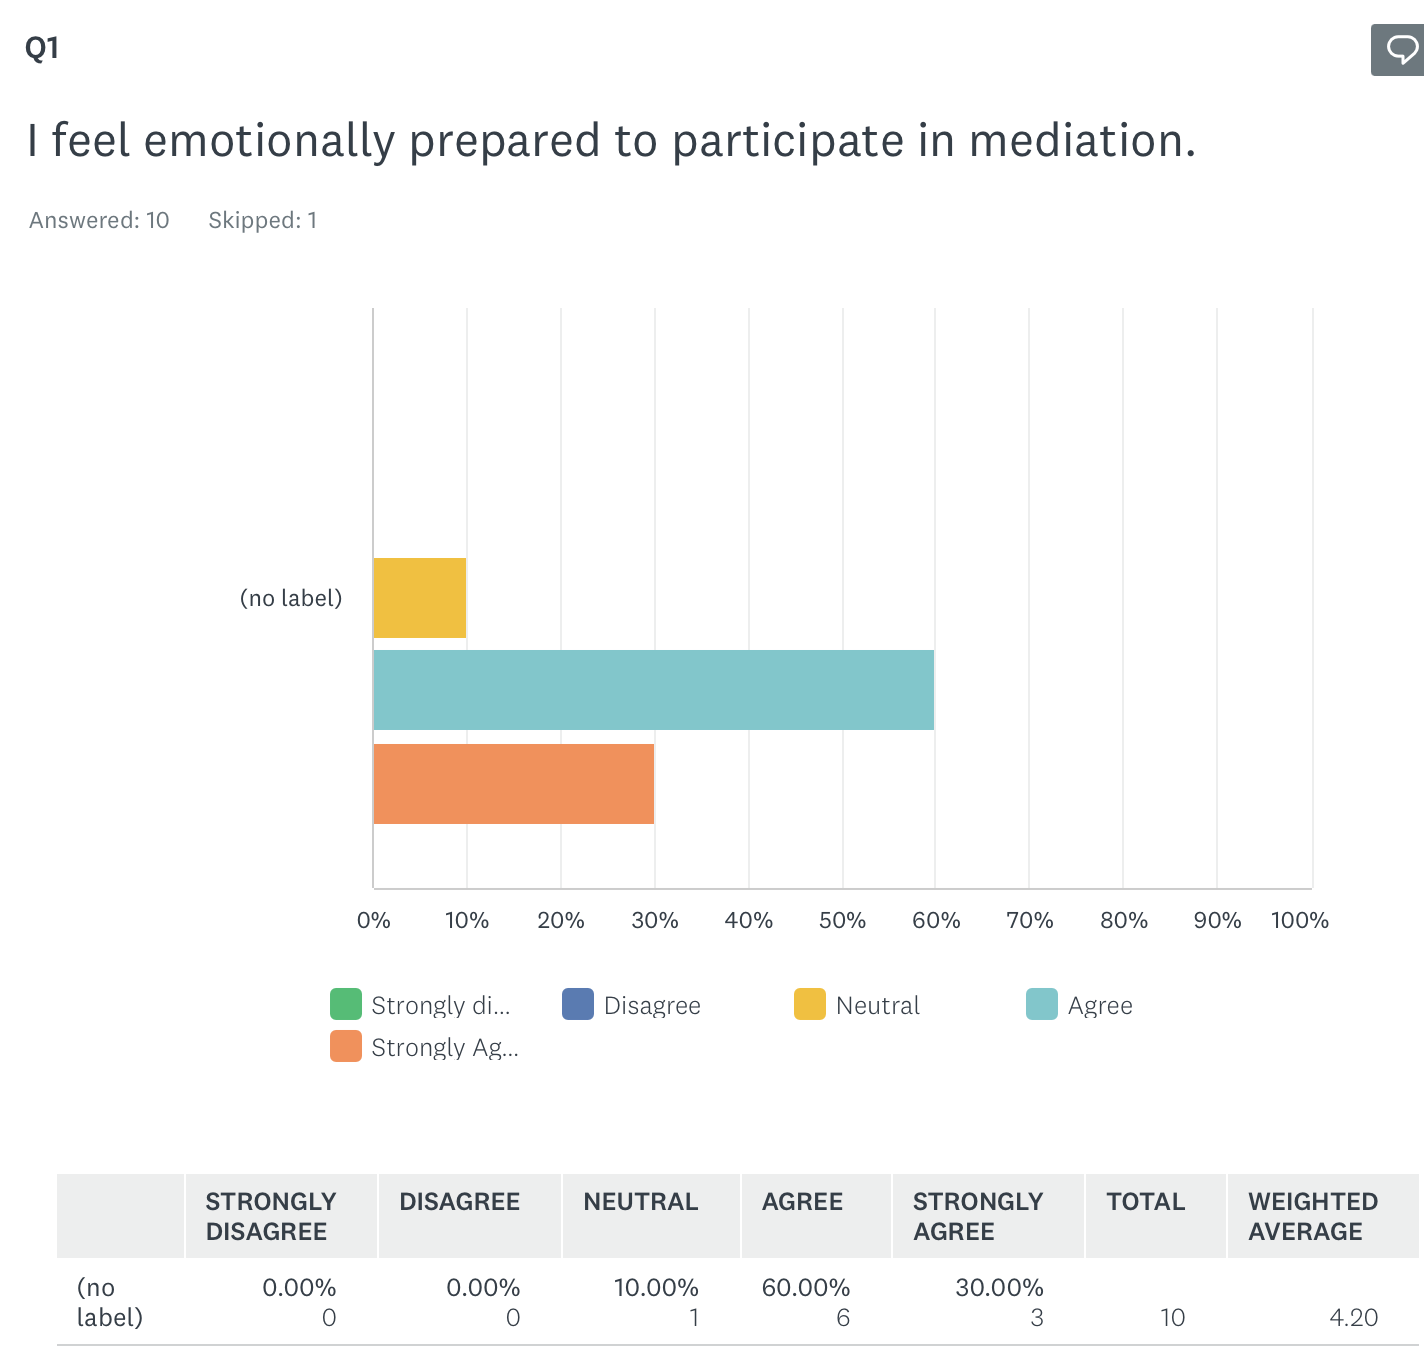 Q1
I feel emotionally prepared to participate in mediation.
Answered: 10 Skipped: 1
(no label)
0% 10% 20% 30% 40% 50% 60% 70% 80% 90% 100%
Strongly di... Disagree Neutral Agree
Strongly Ag...
STRONGLY DISAGREE NEUTRAL AGREE STRONGLY TOTAL WEIGHTED
DISAGREE AGREE AVERAGE
(no 0.00% 0.00% 10.00% 60.00% 30.00%
label) 0 0 1 6 3 10 4.20